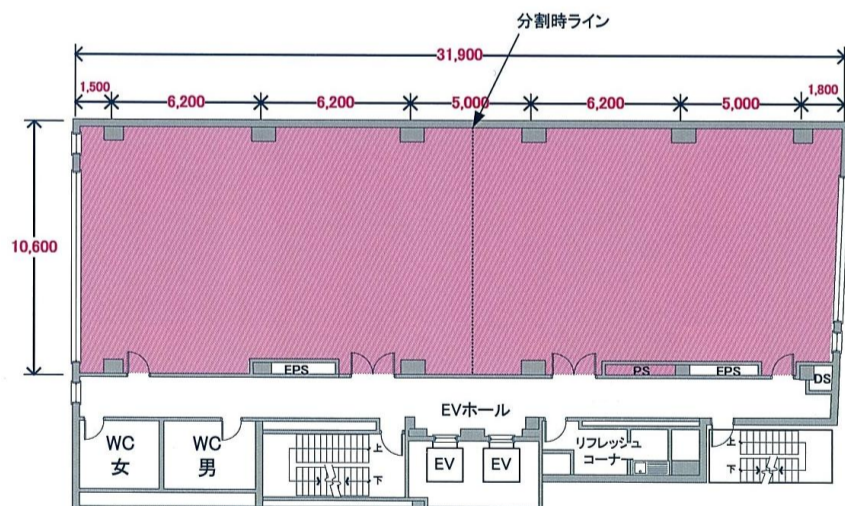 分割時ライン
31,900
1,500
6,200
6,200
5,000
6,200
5,000
1,800
10,600
EPS
PS
EPS
DS
EVホール
WC
女
WC
男
上
下
EV
EV
リフレッシュ
コーナー
上
下